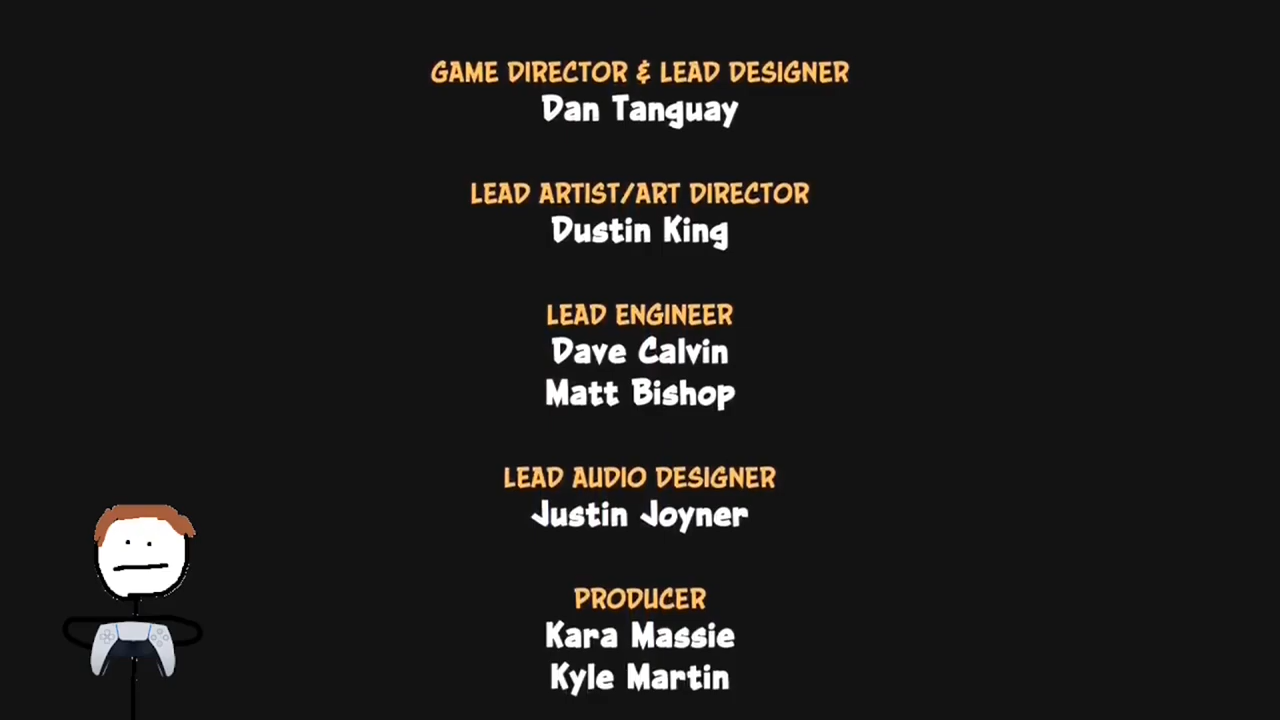 GAME DIRECTOR & LEAD DESIGNER
Dan Tanguay
LEAD ARTIST/ART DIRECTOR
Dustin King
LEAD ENGINEER
Dave Calvin
Matt Bishop
LEAD AUDIO DESIGNER
Justin Joyner
PRODUCER
Kara Massie
Kyle Martin